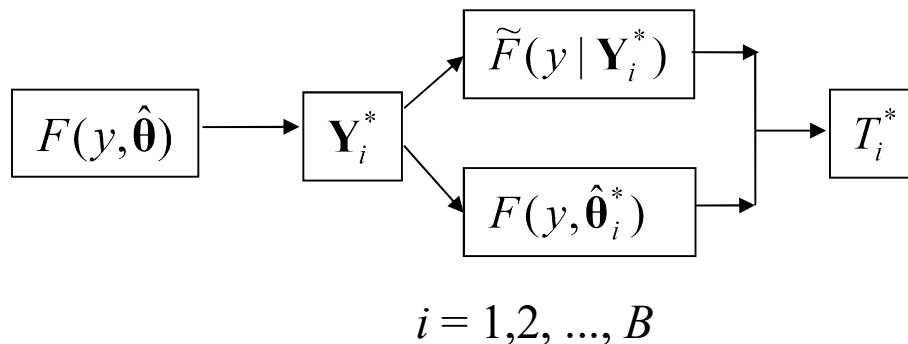 F̃(y | Y*ᵢ)
F(y, θ̂) Y*ᵢ T*ᵢ
F(y, θ̂*ᵢ)
i = 1,2, ..., B